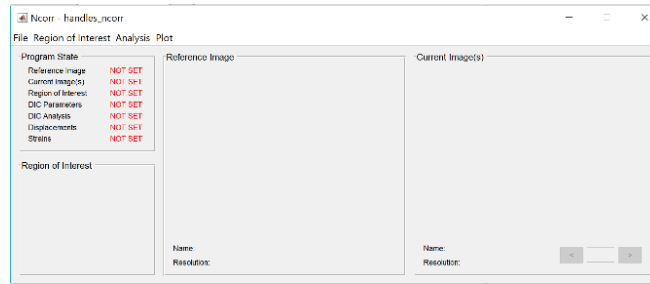 Ncorr - handles_ncorr
File Region of Interest Analysis Plot
Program State
Reference Image NOT SET
Current Image(s) NOT SET
Region of Interest NOT SET
DIC Parameters NOT SET
DIC Analysis NOT SET
Displacements NOT SET
Strains NOT SET
Region of Interest
Reference Image
Name:
Resolution:
Current Image(s)
Name:
Resolution:
< >